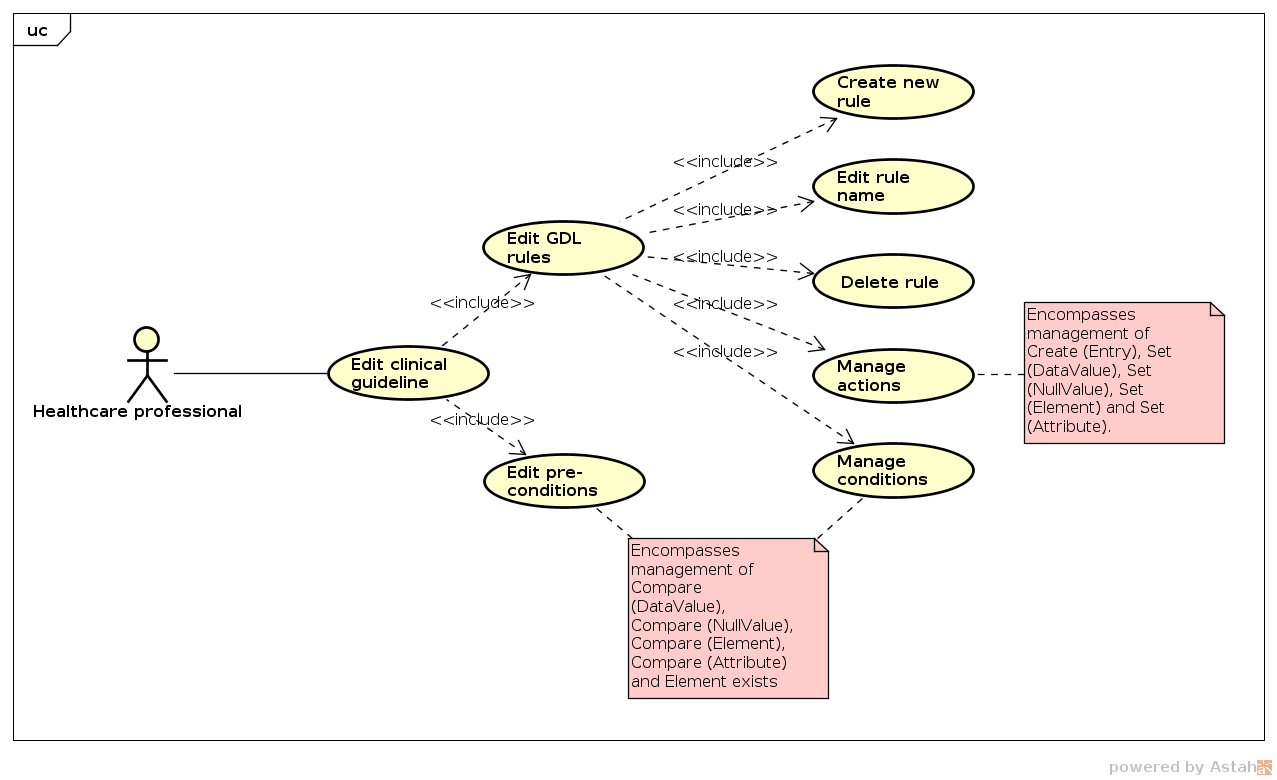 uc
Create new
rule
<<include>>
Edit rule
name
<<include>>
Edit GDL
rules
<<include>>
Delete rule
<<include>>
<<include>>
<<include>>
Healthcare professional
Edit clinical
guideline
Manage
actions
Encompasses
management of
Create (Entry), Set
(DataValue), Set
(NullValue), Set
(Element) and Set
(Attribute).
<<include>>
Edit pre-
conditions
Manage
conditions
Encompasses
management of
Compare
(DataValue),
Compare (NullValue),
Compare (Element),
Compare (Attribute)
and Element exists
powered by Astah